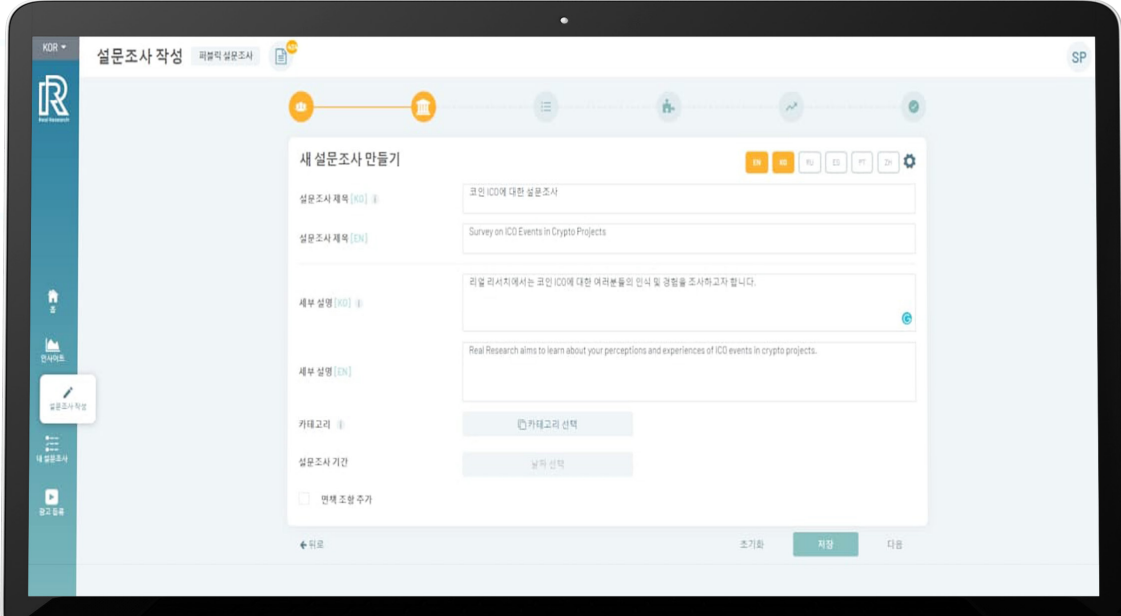 KOR
설문조사 작성
퍼블릭 설문조사
SP
Real Research
새 설문조사 만들기
EN KO RU ES PT ZH
설문조사 제목 [KO]
코인 ICO에 대한 설문조사
설문조사 제목 [EN]
Survey on ICO Events in Crypto Projects
세부 설명 [KO]
리얼 리서치에서는 코인 ICO에 대한 여러분들의 인식 및 경험을 조사하고자 합니다.
세부 설명 [EN]
Real Research aims to learn about your perceptions and experiences of ICO events in crypto projects.
카테고리
카테고리 선택
설문조사 기간
날짜 선택
면책 조항 추가
뒤로
초기화
저장
다음
홈
인사이트
설문조사 작성
내 설문조사
광고 등록